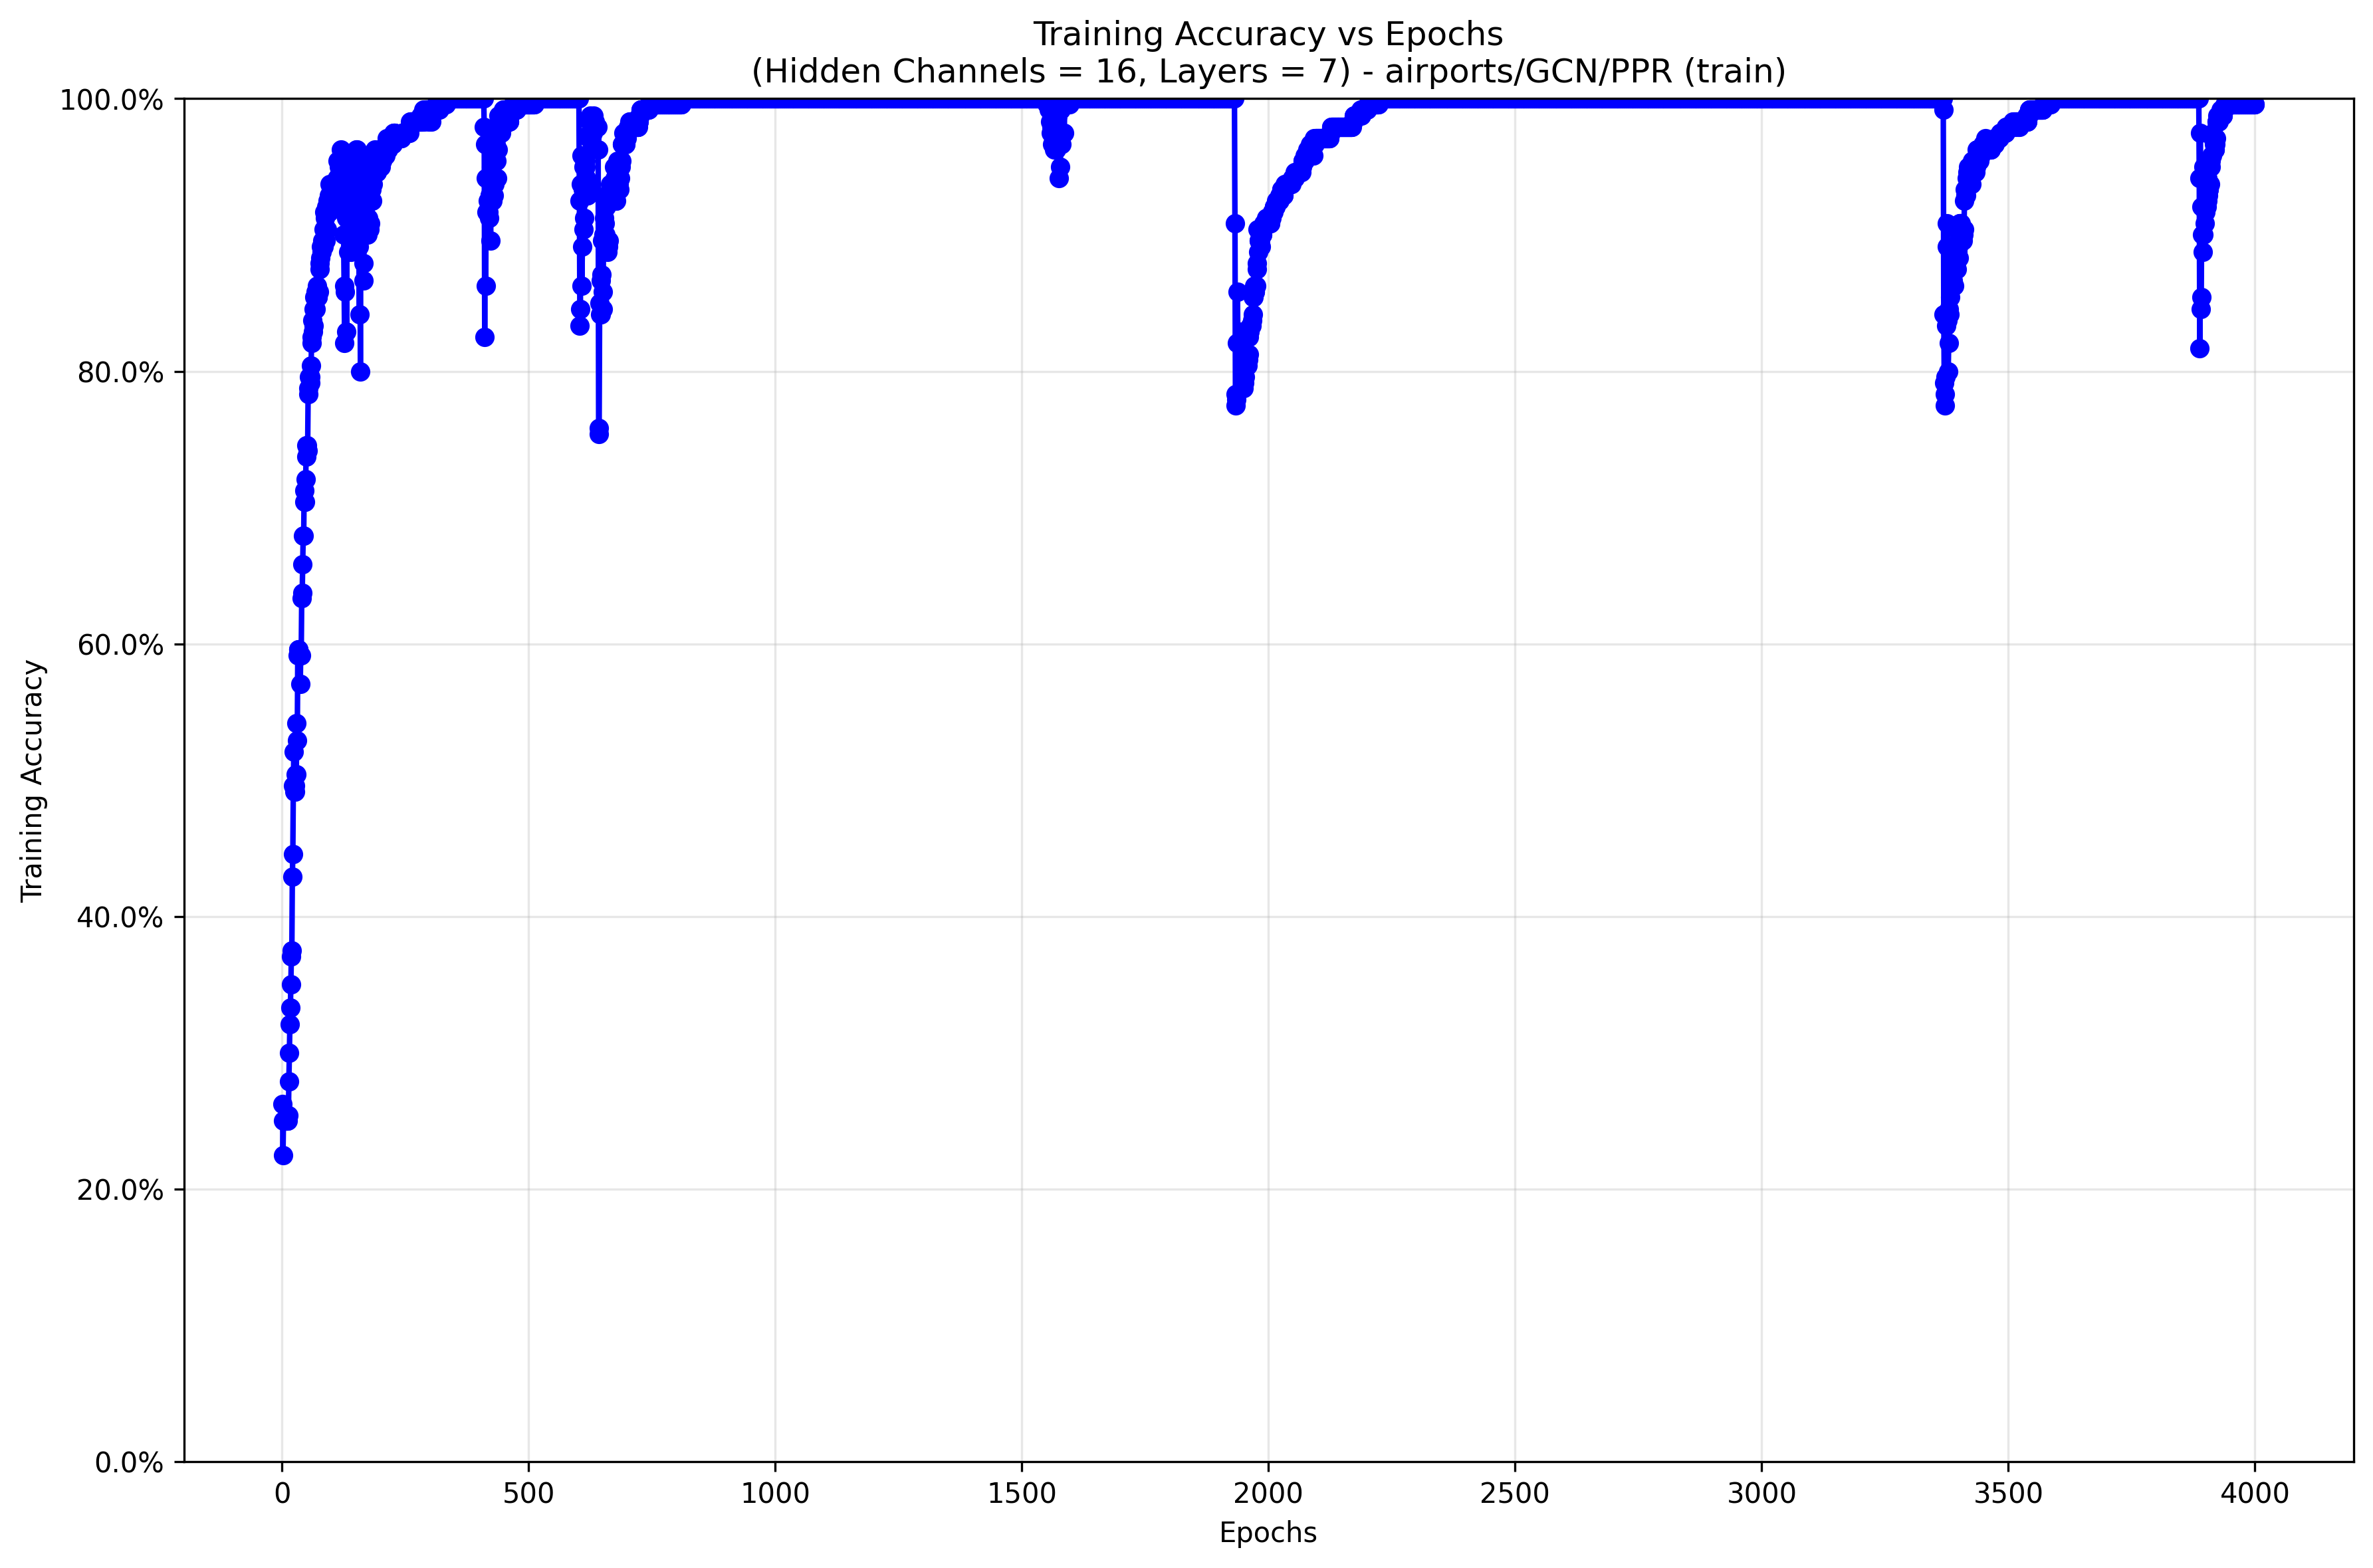 Training Accuracy vs Epochs
(Hidden Channels = 16, Layers = 7) - airports/GCN/PPR (train)
100.0%
80.0%
60.0%
40.0%
20.0%
0.0%
Training Accuracy
0 500 1000 1500 2000 2500 3000 3500 4000
Epochs